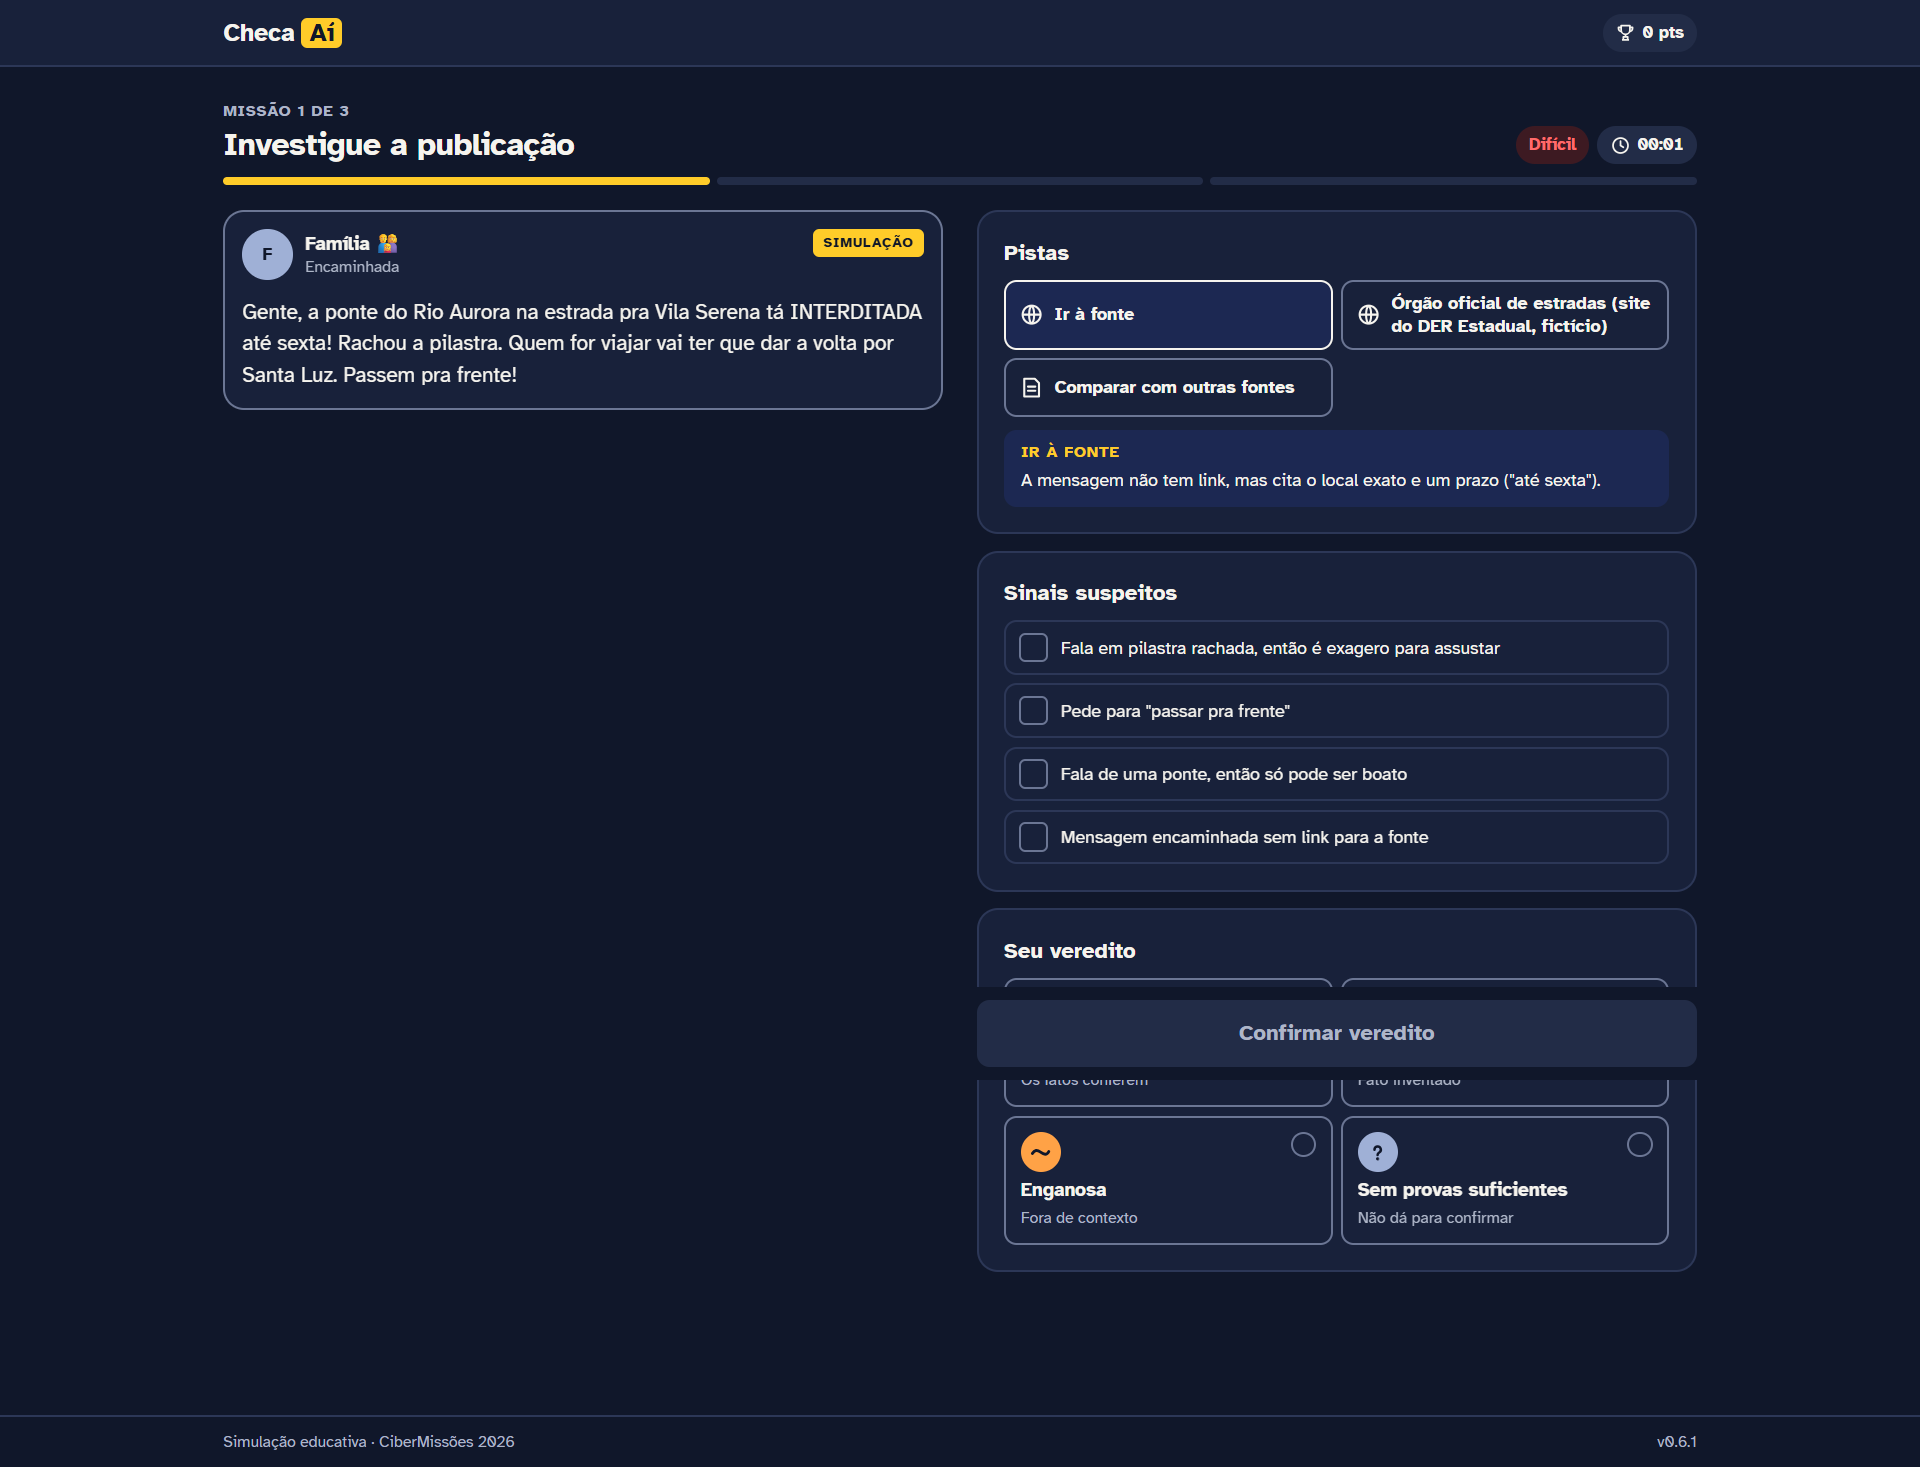 Checa Aí
0 pts
MISSÃO 1 DE 3
Investigue a publicação
Difícil
00:01
F
Família
Encaminhada
SIMULAÇÃO
Gente, a ponte do Rio Aurora na estrada pra Vila Serena tá INTERDITADA
até sexta! Rachou a pilastra. Quem for viajar vai ter que dar a volta por
Santa Luz. Passem pra frente!
Pistas
Ir à fonte
Órgão oficial de estradas (site
do DER Estadual, fictício)
Comparar com outras fontes
IR À FONTE
A mensagem não tem link, mas cita o local exato e um prazo ("até sexta").
Sinais suspeitos
Fala em pilastra rachada, então é exagero para assustar
Pede para "passar pra frente"
Fala de uma ponte, então só pode ser boato
Mensagem encaminhada sem link para a fonte
Seu veredito
Confirmar veredito
Os fatos conferem
Fato inventado
Enganosa
Fora de contexto
?
Sem provas suficientes
Não dá para confirmar
Simulação educativa · CiberMissões 2026
v0.6.1